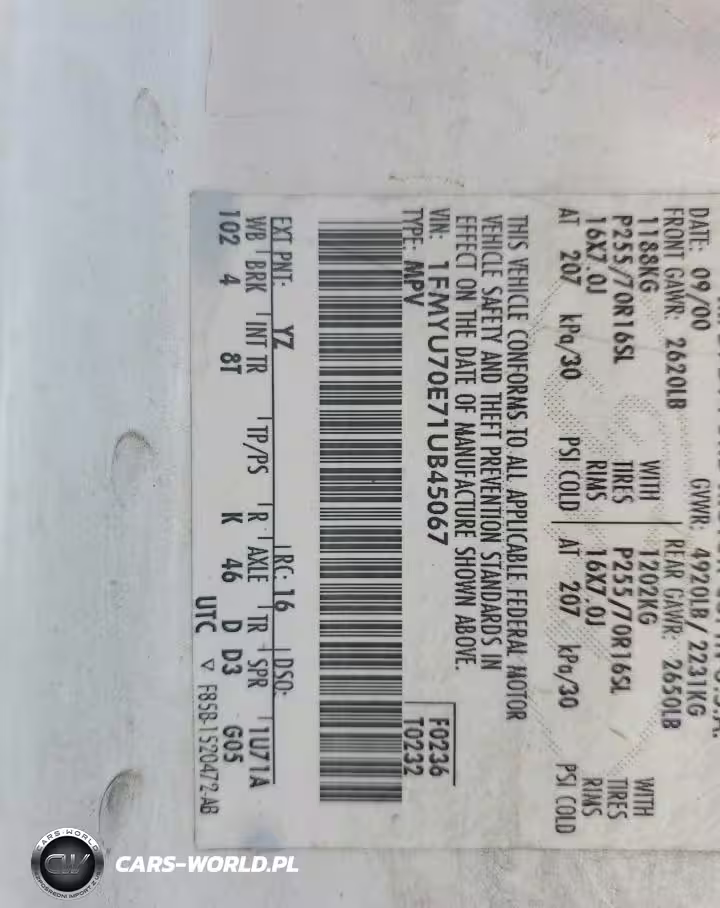 DATE: 09/00
GVWR: 4920LB/ 2231KG
FRONT GAWR: 2620LB
REAR GAWR: 2650LB
1188KG WITH 1202KG WITH
P255/70R16SL TIRES P255/70R16SL TIRES
16X7.0J RIMS 16X7.0J RIMS
AT 207 kPa/30 PSI COLD AT 207 kPa/30 PSI COLD
THIS VEHICLE CONFORMS TO ALL APPLICABLE FEDERAL MOTOR
VEHICLE SAFETY AND THEFT PREVENTION STANDARDS IN
EFFECT ON THE DATE OF MANUFACTURE SHOWN ABOVE.
VIN: 1FMYU70E71UB45067
TYPE: MPV
F0236
T0232
EXT PNT: YZ RC: 16 DSO:
WB BRK INT TR TP/PS R AXLE TR SPR 1U71A
102 4 8T K 46 D D3 G05
UTC ▽ F85B-1520472-AB
CARS-WORLD
CW
CARS-WORLD.PL